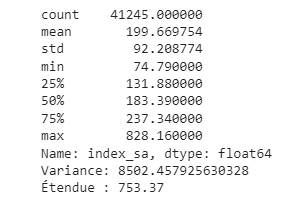 count    41245.000000
mean       199.669754
std         92.208774
min         74.790000
25%        131.880000
50%        183.390000
75%        237.340000
max        828.160000
Name: index_sa, dtype: float64
Variance: 8502.457925630328
Étendue : 753.37